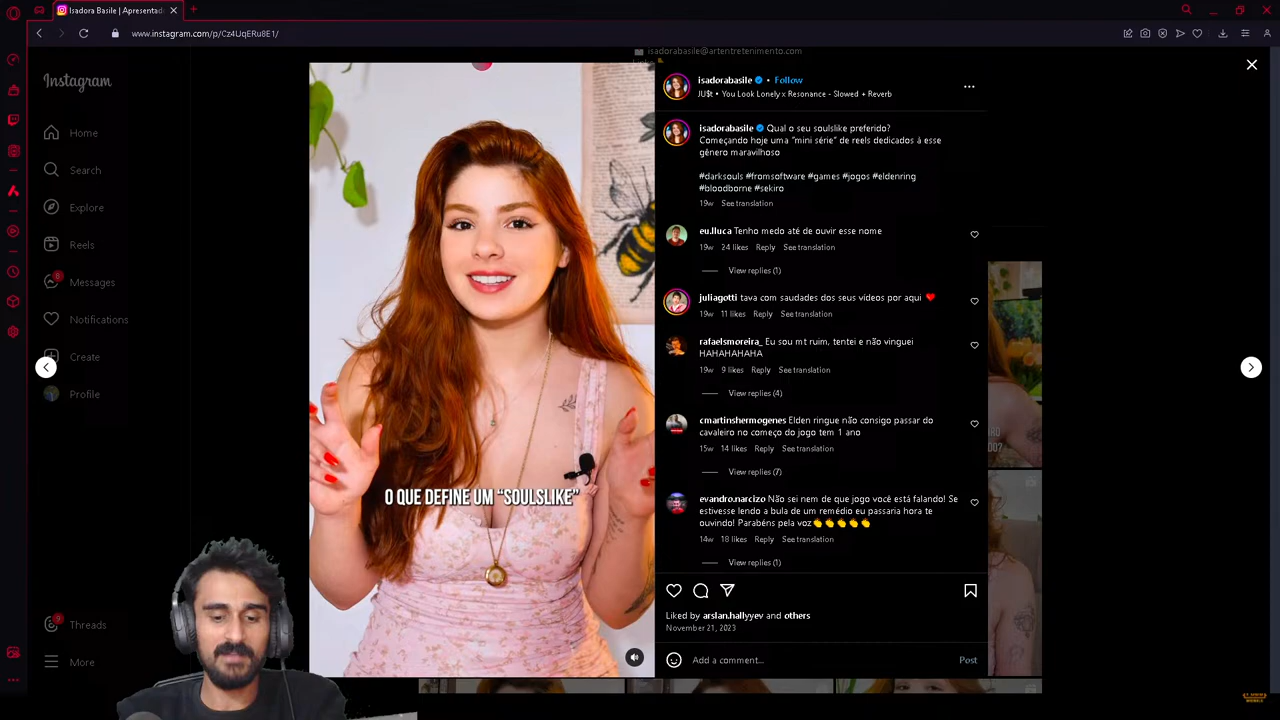 Isadora Basile | Apresentad
www.instagram.com/p/Cz4UqERu8E1/
isadorabasile@artentretenimento.com
Instagram
Home
Search
Explore
Reels
8
Messages
Notifications
Create
Profile
9
Threads
More
O QUE DEFINE UM "SOULSLIKE"
isadorabasile • Follow
JU$t • You Look Lonely x Resonance - Slowed + Reverb
isadorabasile Qual o seu soulslike preferido?
Começando hoje uma "mini série" de reels dedicados à esse
gênero maravilhoso
#darksouls #fromsoftware #games #jogos #eldenring
#bloodborne #sekiro
19w See translation
eu.lluca Tenho medo até de ouvir esse nome
19w 24 likes Reply See translation
View replies (1)
juliagotti tava com saudades dos seus vídeos por aqui ❤️
19w 11 likes Reply See translation
rafaelsmoreira_ Eu sou mt ruim, tentei e não vinguei
HAHAHAHAHA
19w 9 likes Reply See translation
View replies (4)
cmartinshermogenes Elden ringue não consigo passar do
cavaleiro no começo do jogo tem 1 ano
15w 14 likes Reply See translation
View replies (7)
evandro.narcizo Não sei nem de que jogo você está falando! Se
estivesse lendo a bula de um remédio eu passaria hora te
ouvindo! Parabéns pela voz👏👏👏👏👏
14w 18 likes Reply See translation
View replies (1)
Liked by arslan.hallyyev and others
November 21, 2023
Add a comment...
Post